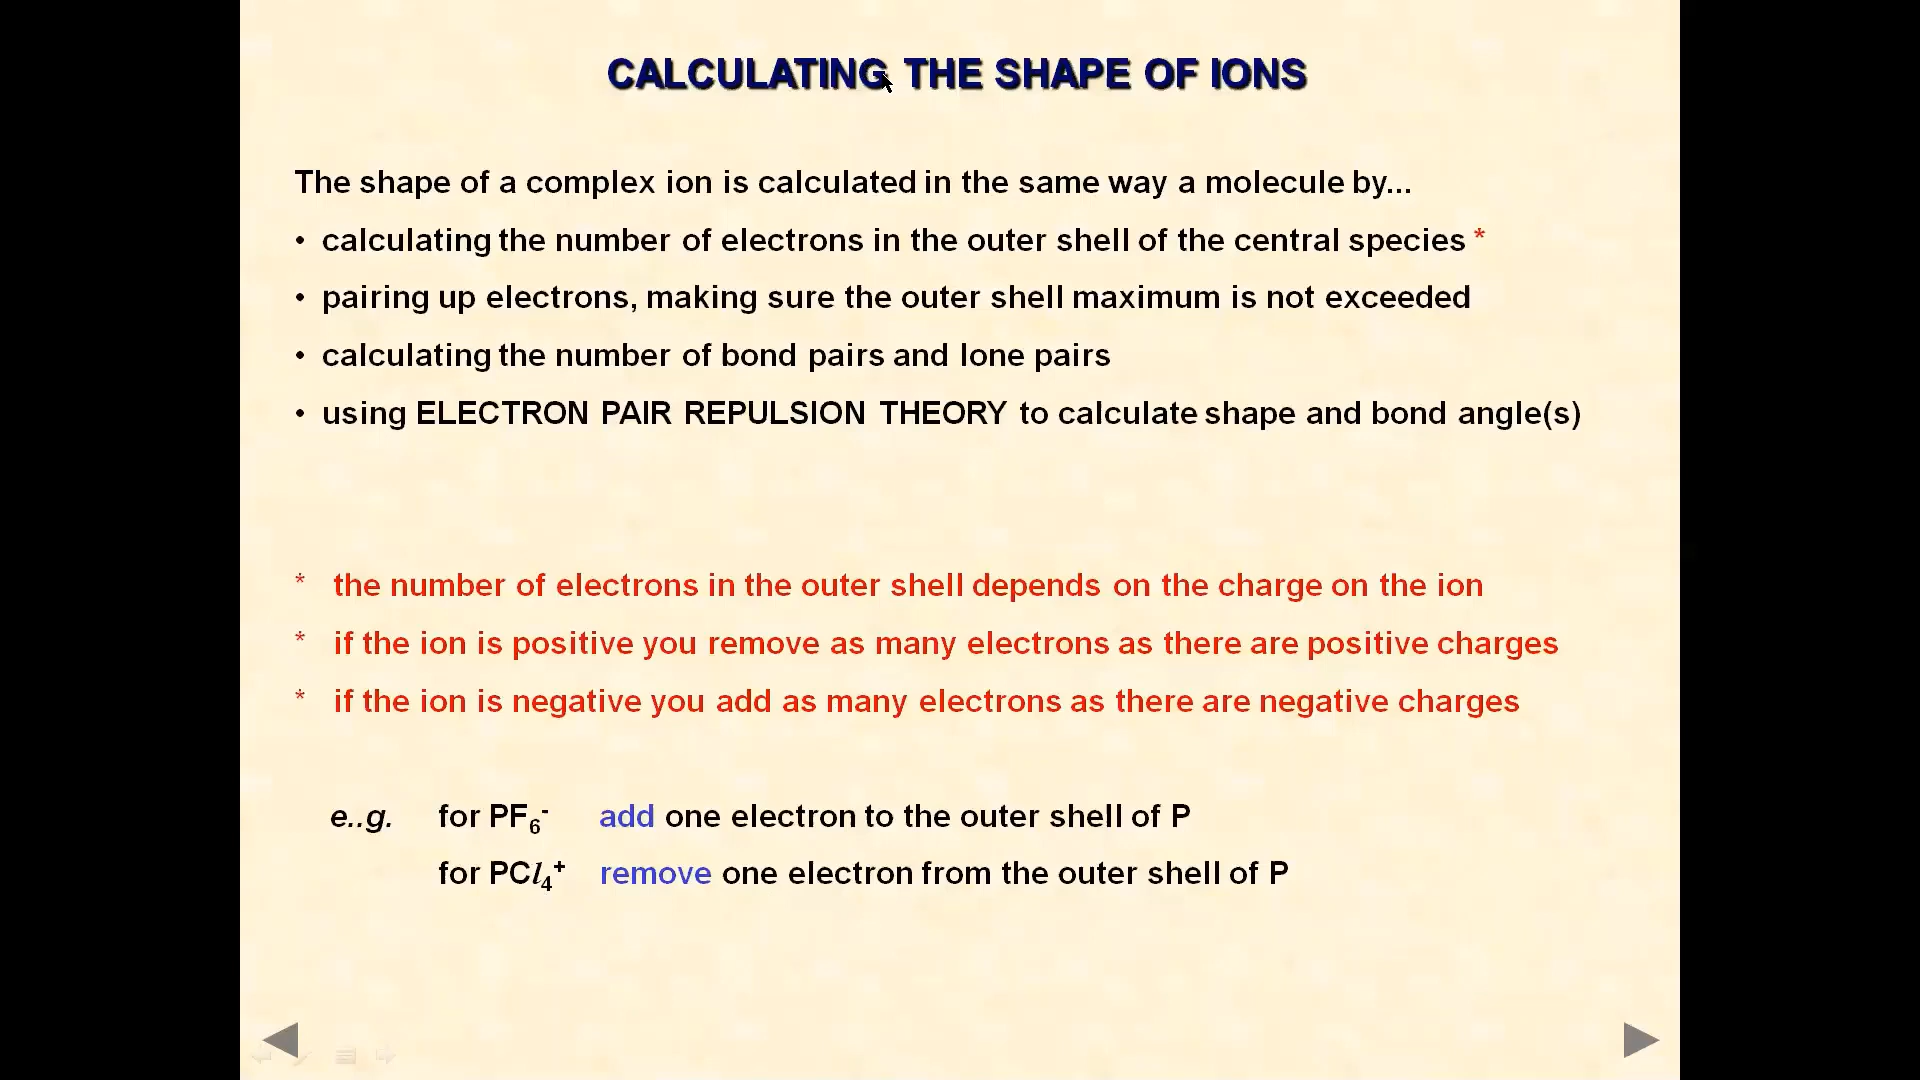 CALCULATING THE SHAPE OF IONS
The shape of a complex ion is calculated in the same way a molecule by...
• calculating the number of electrons in the outer shell of the central species *
• pairing up electrons, making sure the outer shell maximum is not exceeded
• calculating the number of bond pairs and lone pairs
• using ELECTRON PAIR REPULSION THEORY to calculate shape and bond angle(s)
* the number of electrons in the outer shell depends on the charge on the ion
* if the ion is positive you remove as many electrons as there are positive charges
* if the ion is negative you add as many electrons as there are negative charges
e..g. for PF₆⁻ add one electron to the outer shell of P
for PCl₄⁺ remove one electron from the outer shell of P